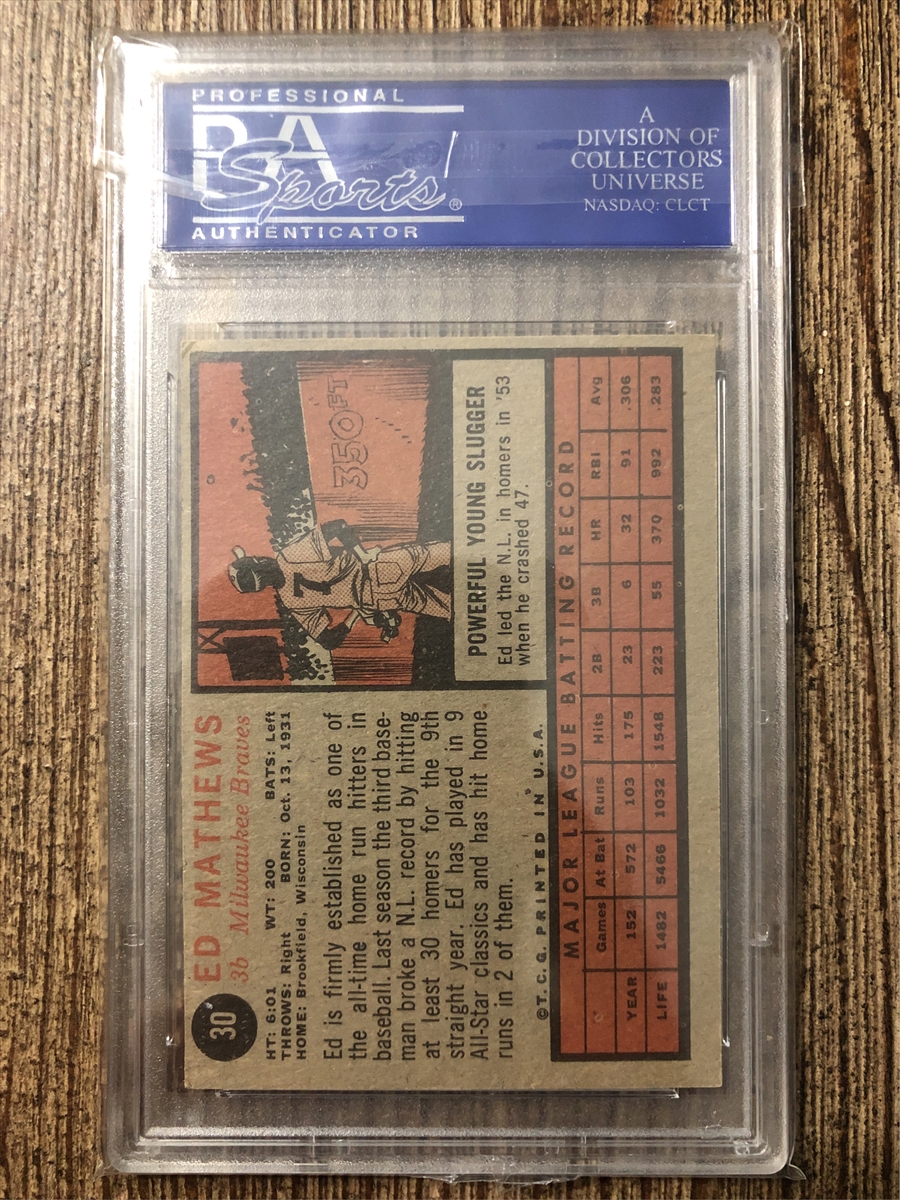 PROFESSIONAL
PSA
Sports®
AUTHENTICATOR
A
DIVISION OF
COLLECTORS
UNIVERSE
NASDAQ: CLCT
30
ED MATHEWS
3b Milwaukee Braves
HT: 6:01 WT: 200 BATS: Left
THROWS: Right BORN: Oct. 13, 1931
HOME: Brookfield, Wisconsin
Ed is firmly established as one of
the all-time home run hitters in
baseball. Last season the third base-
man broke a N.L. record by hitting
at least 30 homers for the 9th
straight year. Ed has played in 9
All-Star classics and has hit home
runs in 2 of them.
©T.C.G. PRINTED IN U.S.A.
350FT
7
POWERFUL YOUNG SLUGGER
Ed led the N.L. in homers in '53
when he crashed 47.
MAJOR LEAGUE BATTING RECORD
Games At Bat Runs Hits 2B 3B HR RBI Avg
YEAR 152 572 103 175 23 6 32 91 .306
LIFE 1482 5466 1032 1548 223 55 370 992 .283